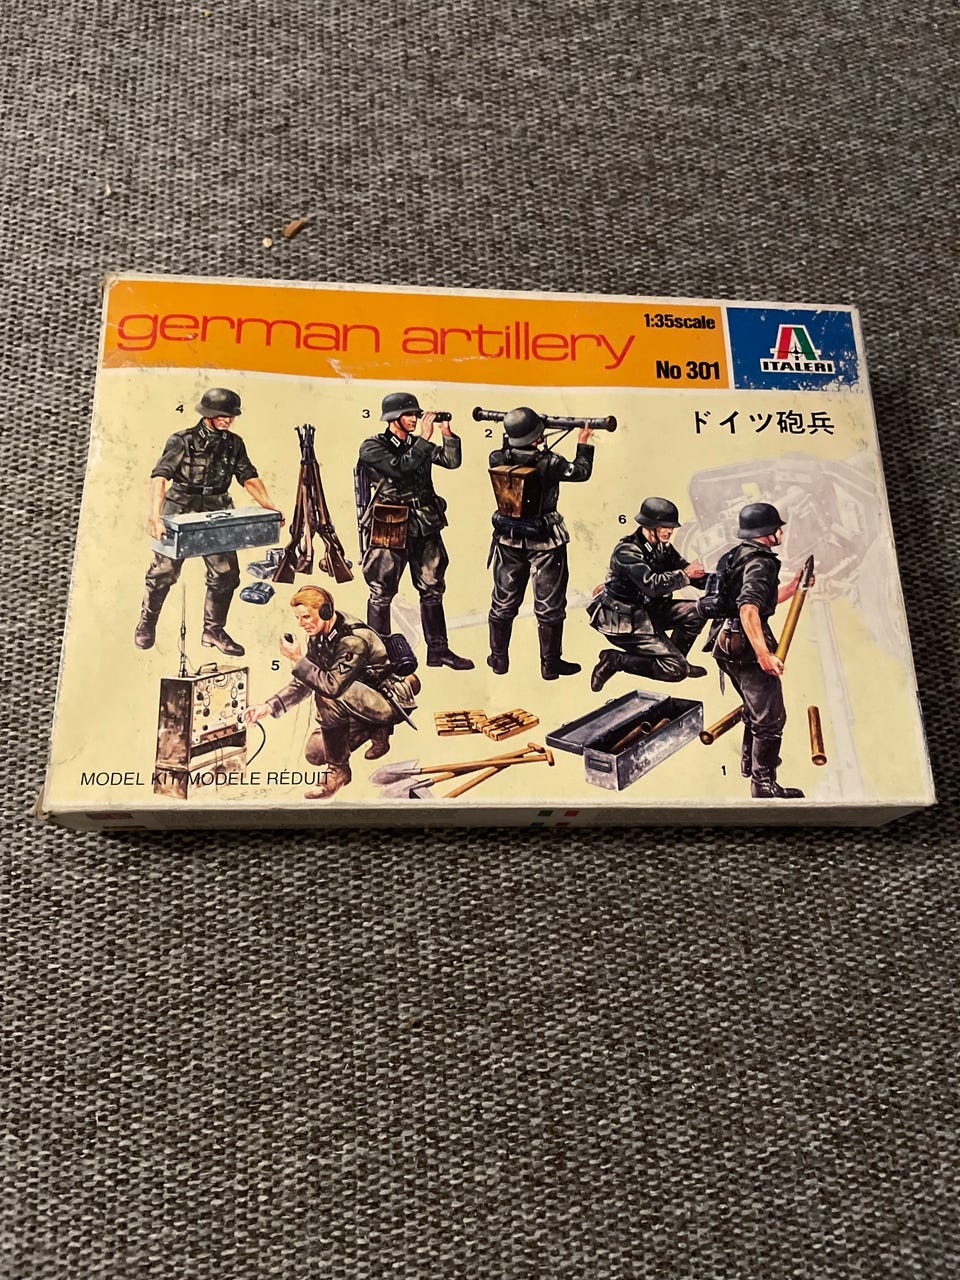 german artillery
1:35scale
No 301
ITALERI
ドイツ砲兵
4
3
2
6
5
1
MODEL KIT/MODÈLE RÉDUIT